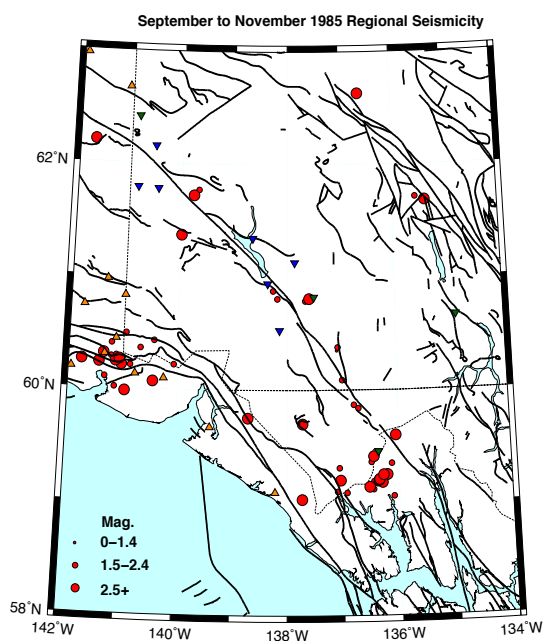 September to November 1985 Regional Seismicity
62°N
60°N
Mag.
0–1.4
1.5–2.4
2.5+
58°N
142°W 140°W 138°W 136°W 134°W